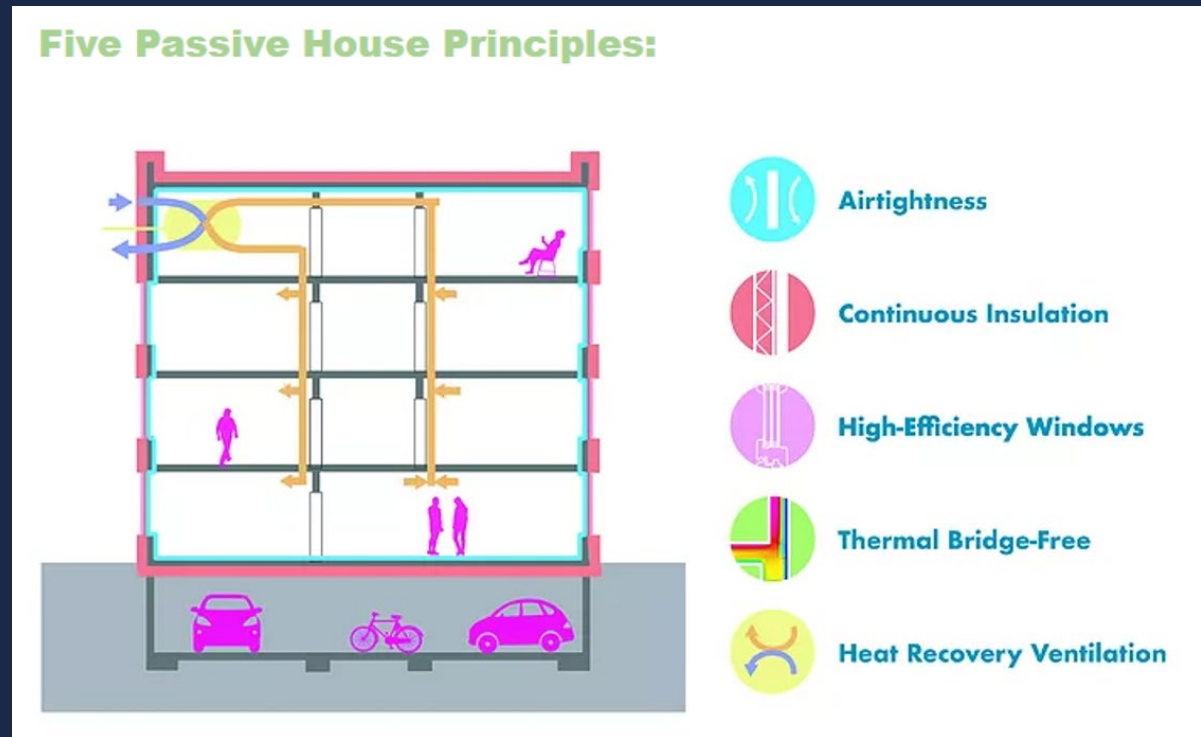 Five Passive House Principles:
Airtightness
Continuous Insulation
High-Efficiency Windows
Thermal Bridge-Free
Heat Recovery Ventilation